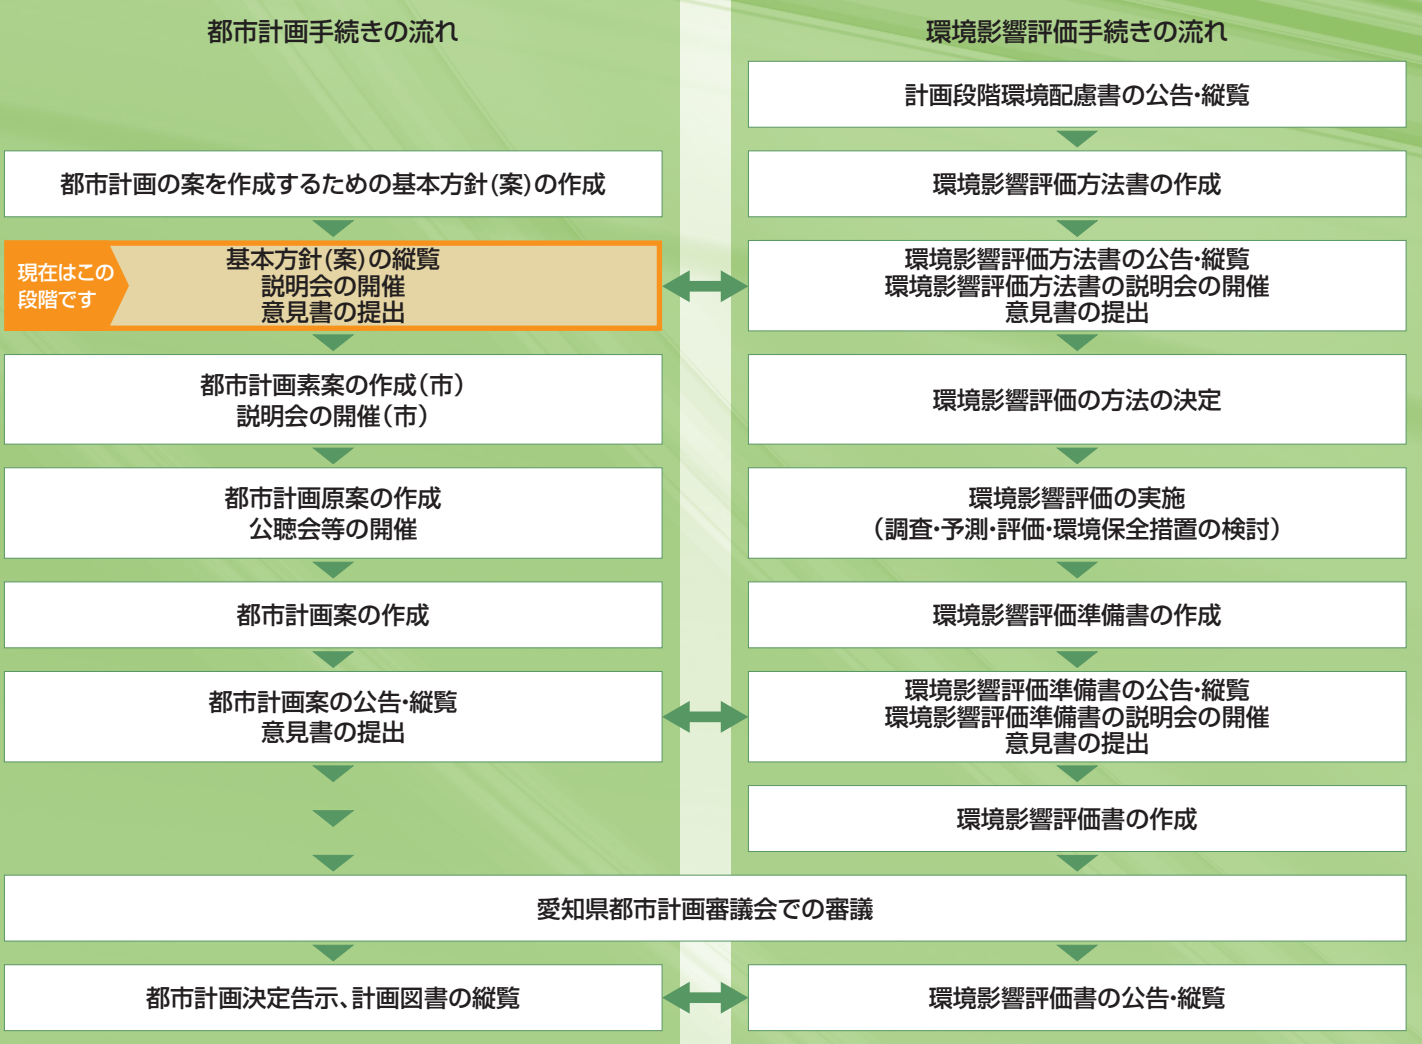 都市計画手続きの流れ
都市計画の案を作成するための基本方針(案)の作成
現在はこの
段階です
基本方針(案)の縦覧
説明会の開催
意見書の提出
都市計画素案の作成(市)
説明会の開催(市)
都市計画原案の作成
公聴会等の開催
都市計画案の作成
都市計画案の公告・縦覧
意見書の提出
環境影響評価手続きの流れ
計画段階環境配慮書の公告・縦覧
環境影響評価方法書の作成
環境影響評価方法書の公告・縦覧
環境影響評価方法書の説明会の開催
意見書の提出
環境影響評価の方法の決定
環境影響評価の実施
(調査・予測・評価・環境保全措置の検討)
環境影響評価準備書の作成
環境影響評価準備書の公告・縦覧
環境影響評価準備書の説明会の開催
意見書の提出
環境影響評価書の作成
愛知県都市計画審議会での審議
都市計画決定告示、計画図書の縦覧
環境影響評価書の公告・縦覧